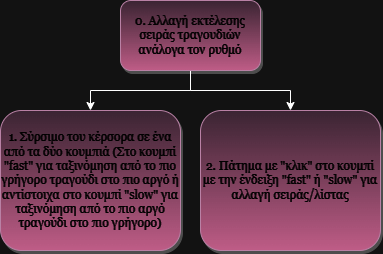 0. Αλλαγή εκτέλεσης
σειράς τραγουδιών
ανάλογα τον ρυθμό
1. Σύρσιμο του κέρσορα σε ένα
από τα δύο κουμπιά (Στο κουμπί
"fast" για ταξινόμηση από το πιο
γρήγορο τραγούδι στο πιο αργό ή
αντίστοιχα στο κουμπί "slow" για
ταξινόμηση από το πιο αργό
τραγούδι στο πιο γρήγορο)
2. Πάτημα με "κλικ" στο κουμπί
με την ένδειξη "fast" ή "slow" για
αλλαγή σειράς/λίστας